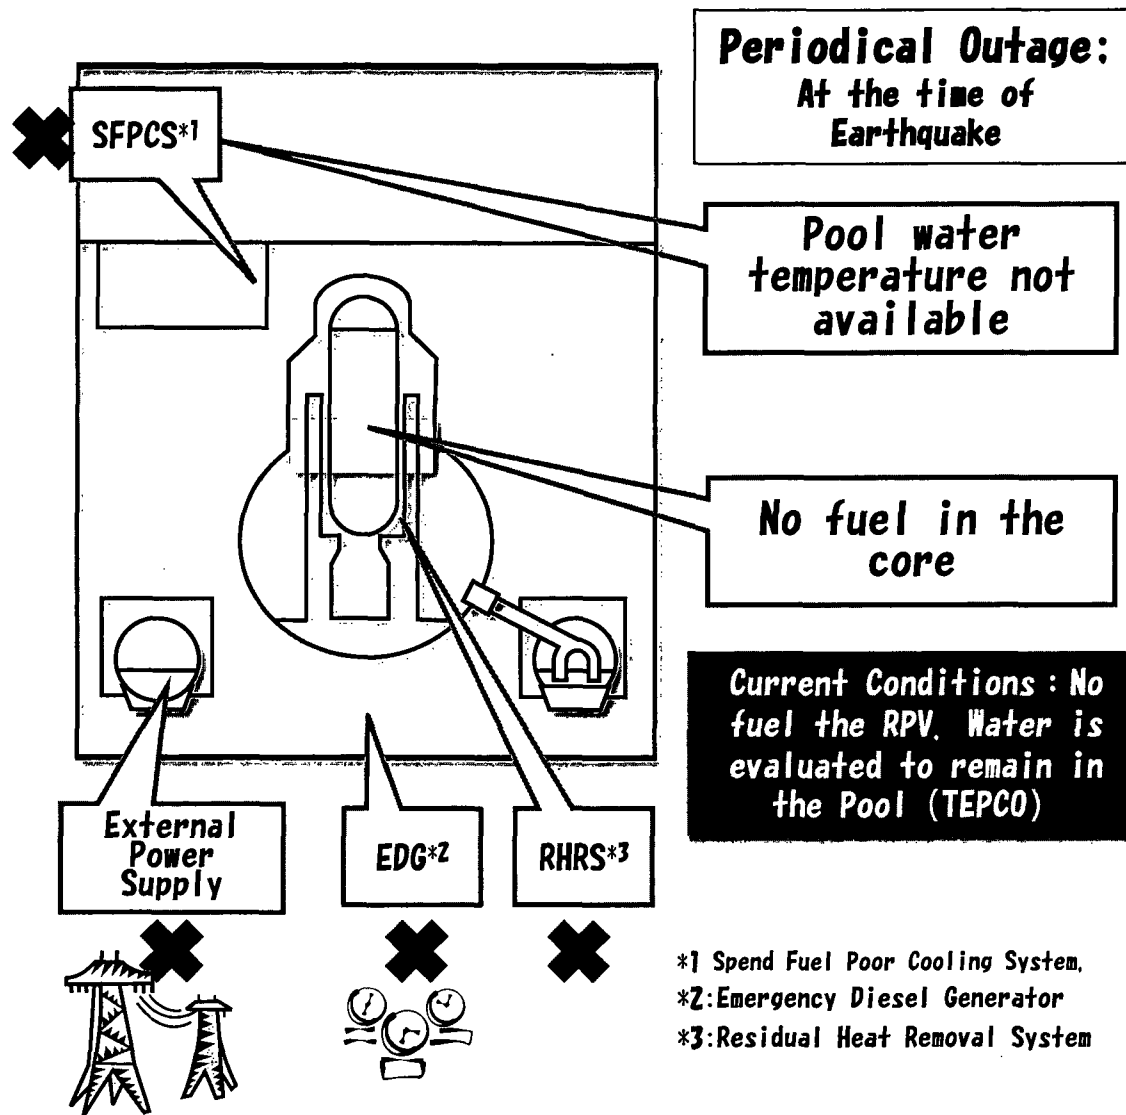 Periodical Outage:
At the time of
Earthquake
SFPCS*1
Pool water
temperature not
available
No fuel in the
core
Current Conditions : No
fuel the RPV. Water is
evaluated to remain in
the Pool (TEPCO)
External
Power
Supply
EDG*2
RHRS*3
*1 Spend Fuel Poor Cooling System,
*2:Emergency Diesel Generator
*3:Residual Heat Removal System